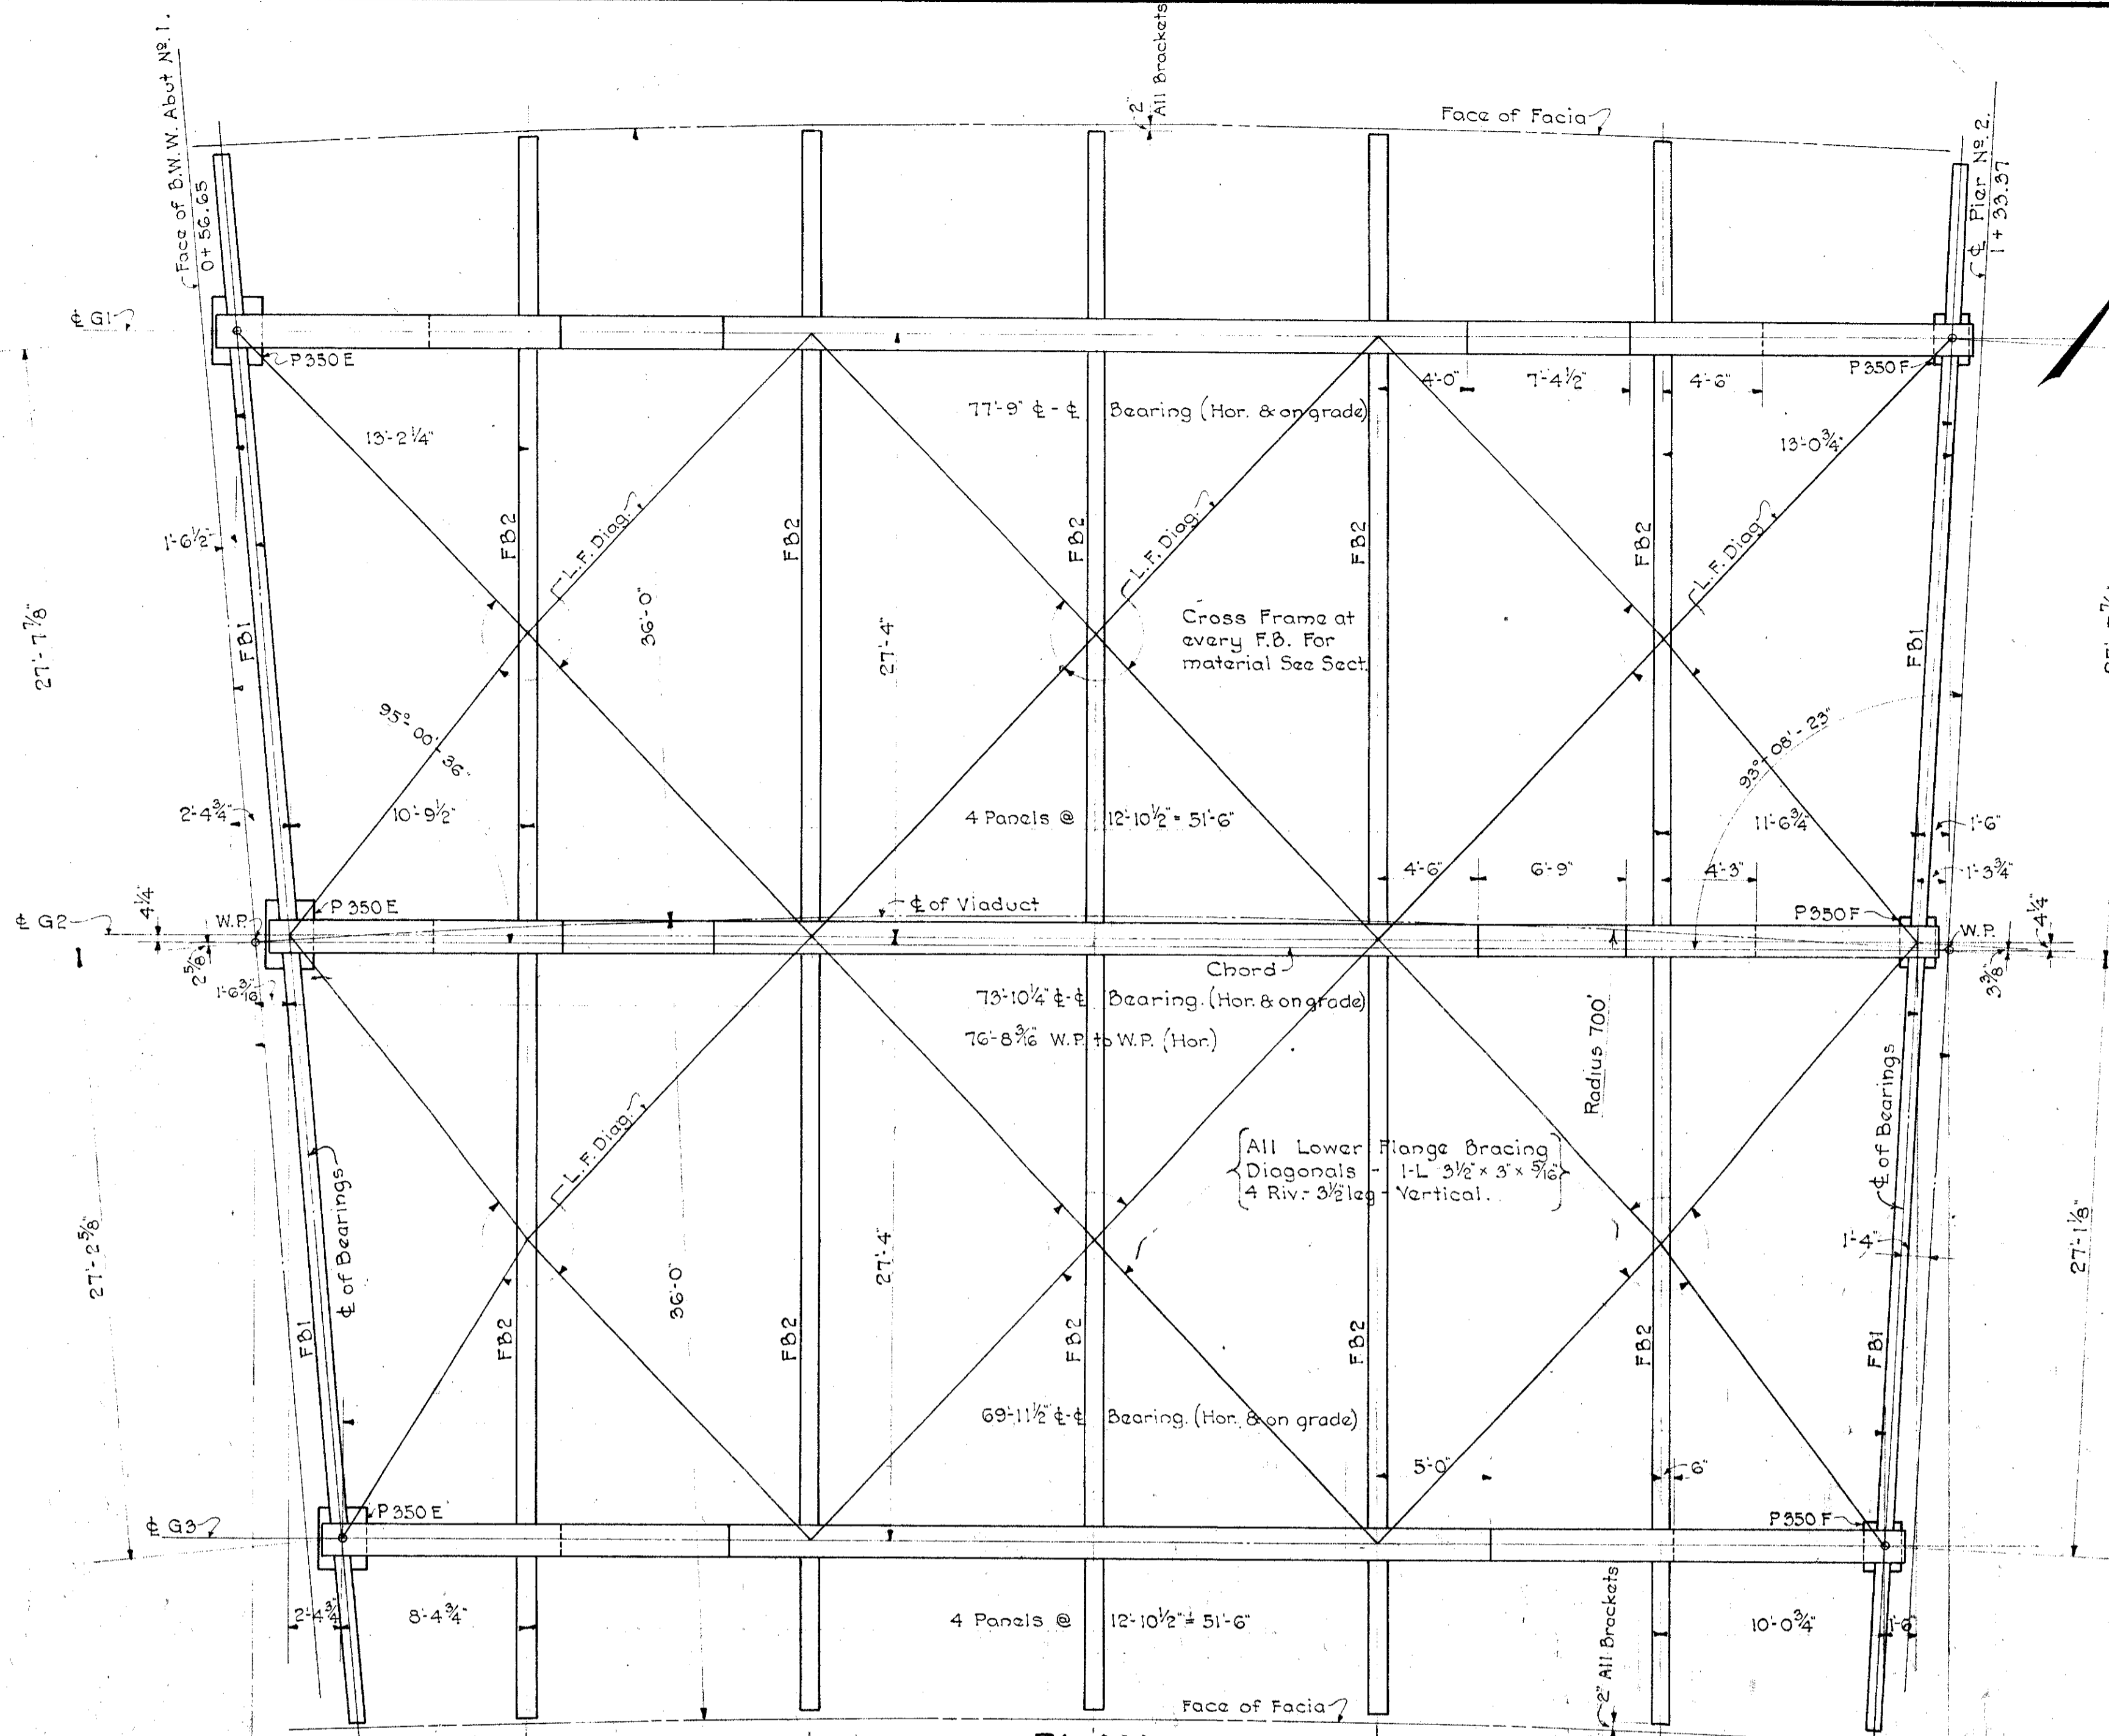 Face of B.W.W. Abut Nº. 1.
0 + 56.65
2"
All Brackets
Face of Facia
℄ Pier Nº. 2.
1 + 33.37
℄ G1
P350E
P350F
4'-0"
7'-4½"
4'-6"
77'-9" ℄-℄ Bearing (Hor. & on grade)
13'-2¼"
13'-0¾"
1'-6½"
FB2
FB2
FB2
FB2
FB2
L.F. Diag.
L.F. Diag.
L.F. Diag.
FB1
FB1
27'-7⅞"
36'-0"
27'-4"
Cross Frame at
every F.B. For
material See Sect.
95°-00'-36"
93°-08'-23"
2'-4¾"
10'-9½"
4 Panels @ 12'-10½" = 51'-6"
11'-6¾"
1'-6"
4'-6"
6'-9"
4'-3"
1'-3¾"
4¼"
℄ G2
W.P.
P350E
℄ of Viaduct
P350F
W.P.
4¼"
2⅝"
3⅜"
1'-6 3/16"
Chord
73'-10¼" ℄-℄ Bearing. (Hor. & on grade)
76'-8 3/16" W.P. to W.P. (Hor.)
Radius 700'
L.F. Diag.
All Lower Flange Bracing
Diagonals - 1-L 3½" x 3" x 5/16"
4 Riv.- 3½" leg - Vertical.
℄ of Bearings
℄ of Bearings
1'-4"
27'-2⅝"
36'-0"
27'-4"
27'-1⅛"
FB1
FB2
FB2
FB2
FB2
FB2
FB1
69'-11½" ℄-℄ Bearing. (Hor. & on grade)
5'-0"
6"
℄ G3
P350E
P350F
2'-4¾"
8'-4¾"
4 Panels @ 12'-10½" = 51'-6"
10'-0¾"
1'-6"
2" All Brackets
Face of Facia